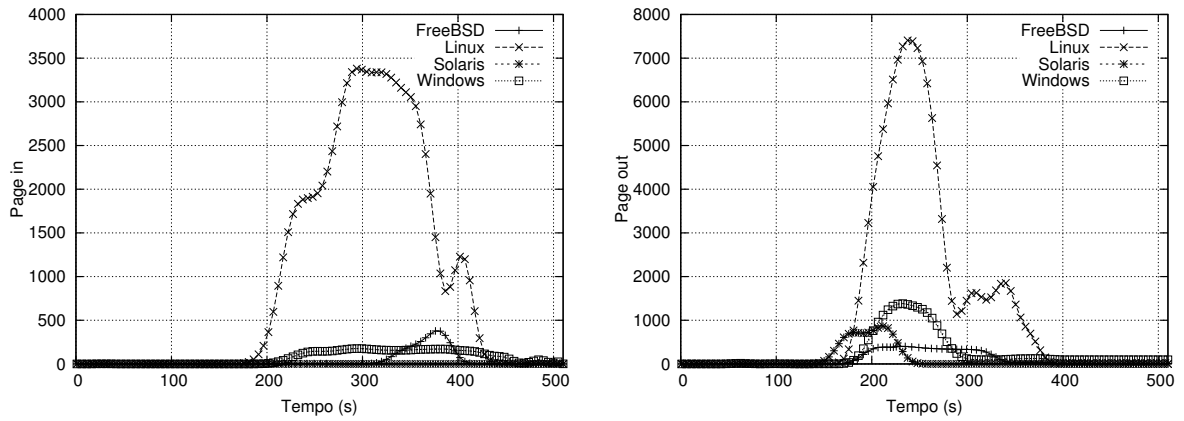 4000
3500
3000
2500
2000
1500
1000
500
0
Page in
0 100 200 300 400 500
Tempo (s)
FreeBSD
Linux
Solaris
Windows
8000
7000
6000
5000
4000
3000
2000
1000
0
Page out
0 100 200 300 400 500
Tempo (s)
FreeBSD
Linux
Solaris
Windows